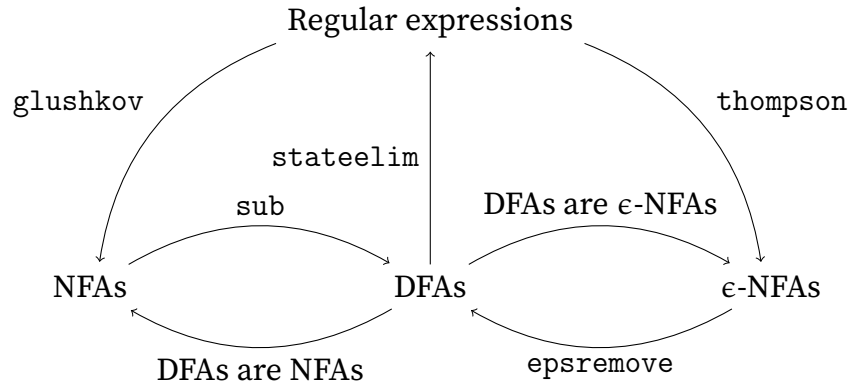 Regular expressions
glushkov
thompson
stateelim
sub
DFAs are ϵ-NFAs
NFAs
DFAs
ϵ-NFAs
DFAs are NFAs
epsremove